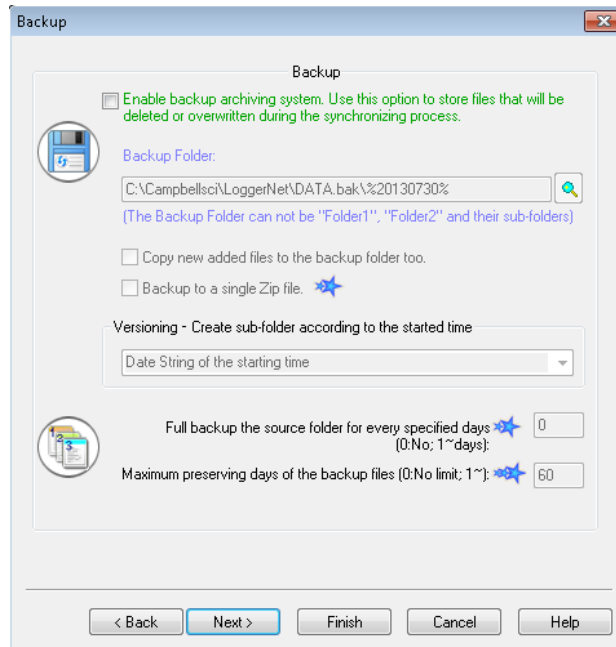 Backup
Backup
Enable backup archiving system. Use this option to store files that will be
deleted or overwritten during the synchronizing process.
Backup Folder:
C:\Campbellsci\LoggerNet\DATA.bak\%20130730%
(The Backup Folder can not be "Folder1", "Folder2" and their sub-folders)
Copy new added files to the backup folder too.
Backup to a single Zip file.
Versioning - Create sub-folder according to the started time
Date String of the starting time
1 2 3
Full backup the source folder for every specified days
(0:No; 1~days):
0
Maximum preserving days of the backup files (0:No limit; 1~):
60
< Back
Next >
Finish
Cancel
Help